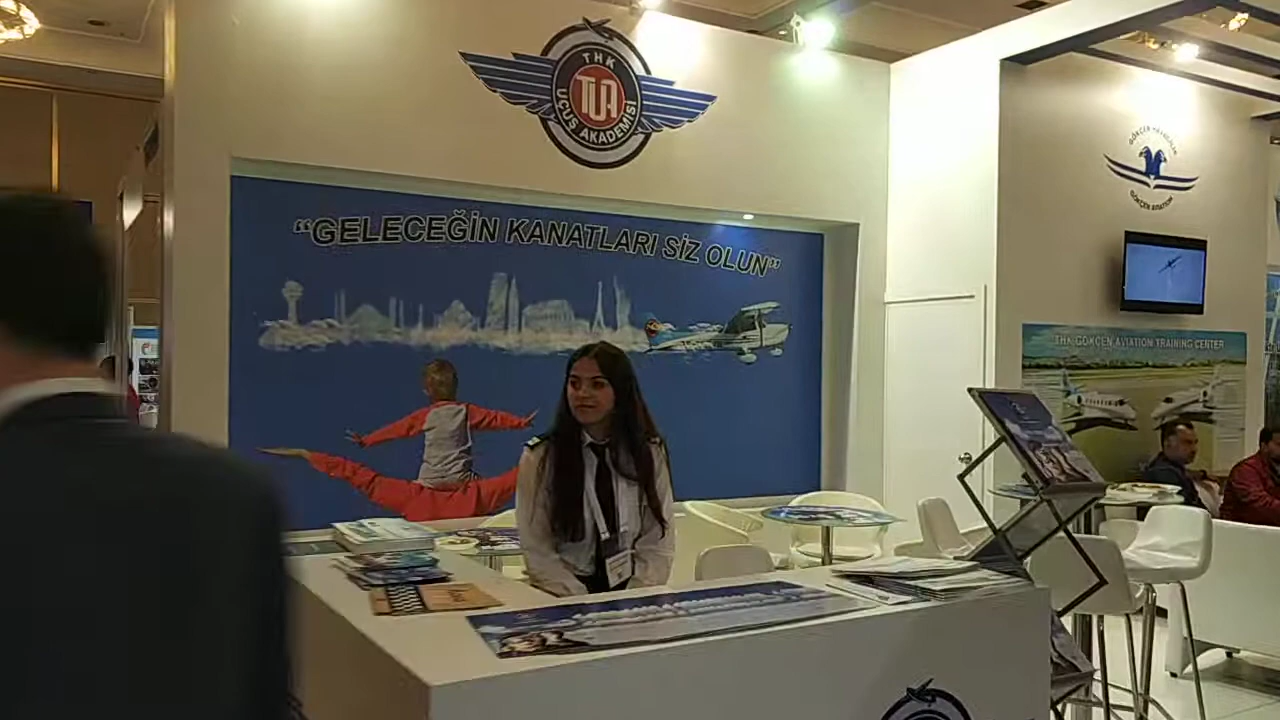 THK
TUA
UÇUŞ AKADEMİSİ
“GELECEĞİN KANATLARI SİZ OLUN”
GÖKÇEN HAVACILIK
GÖKÇEN AVIATION
THK GÖKÇEN AVIATION TRAINING CENTER